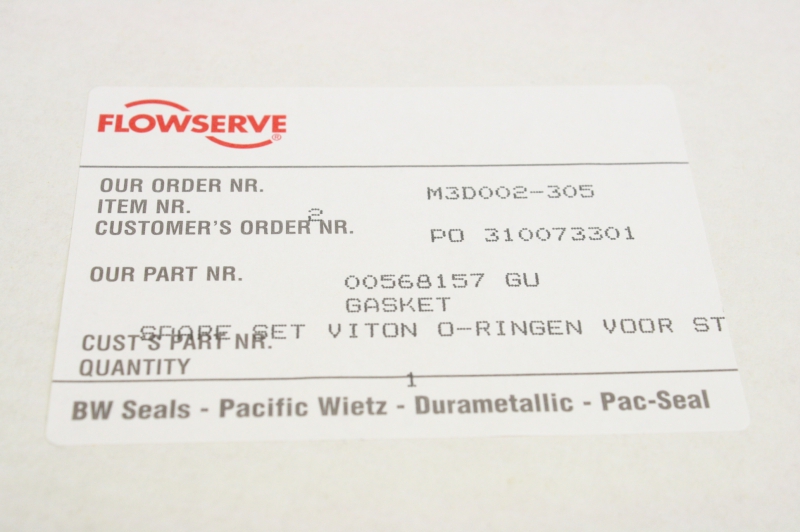 FLOWSERVE®
OUR ORDER NR. M3D002-305
ITEM NR. 2
CUSTOMER'S ORDER NR. PO 310073301
OUR PART NR. 00568157 GU
GASKET
SPARE SET VITON O-RINGEN VOOR ST
CUST'S PART NR.
QUANTITY 1
BW Seals - Pacific Wietz - Durametallic - Pac-Seal